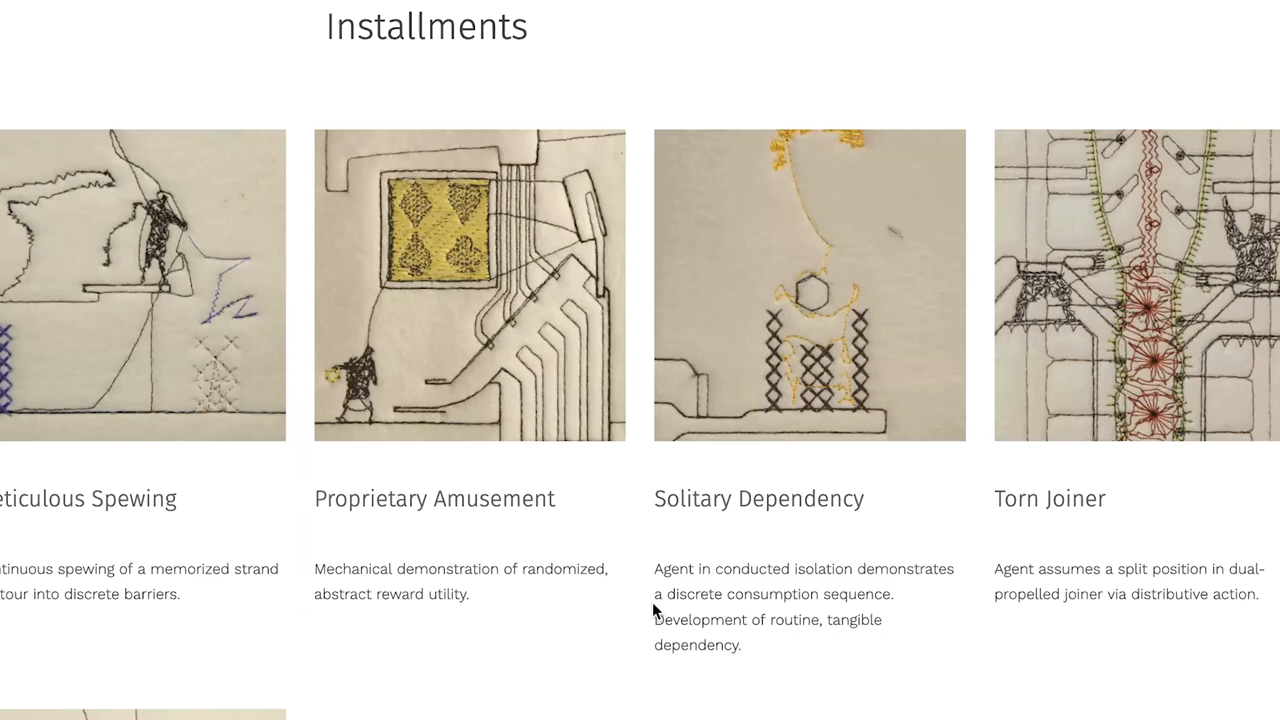 Installments
eticulous Spewing
Proprietary Amusement
Solitary Dependency
Torn Joiner
tinuous spewing of a memorized strand
tour into discrete barriers.
Mechanical demonstration of randomized,
abstract reward utility.
Agent in conducted isolation demonstrates
a discrete consumption sequence.
Development of routine, tangible
dependency.
Agent assumes a split position in dual-
propelled joiner via distributive action.